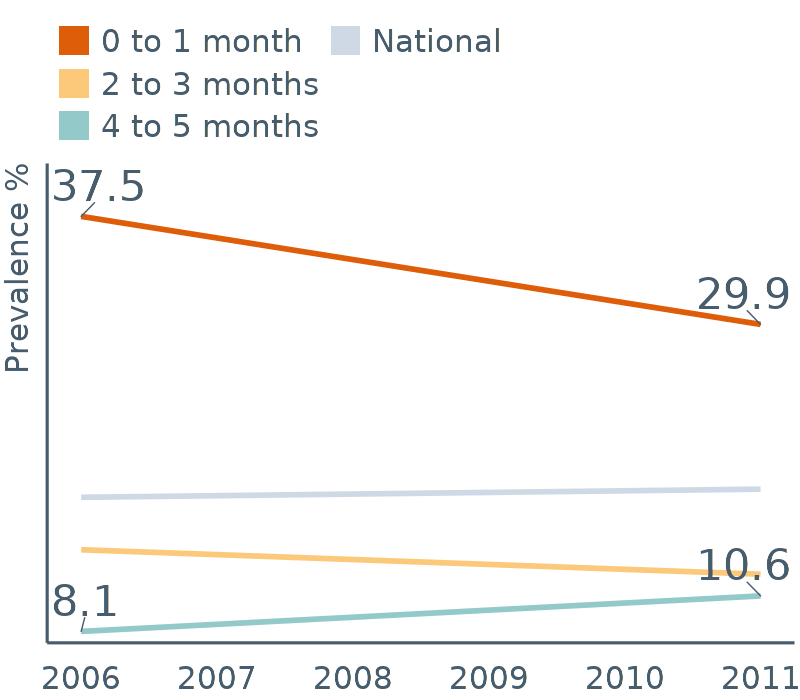 0 to 1 month
National
2 to 3 months
4 to 5 months
Prevalence %
37.5
29.9
10.6
8.1
2006 2007 2008 2009 2010 2011